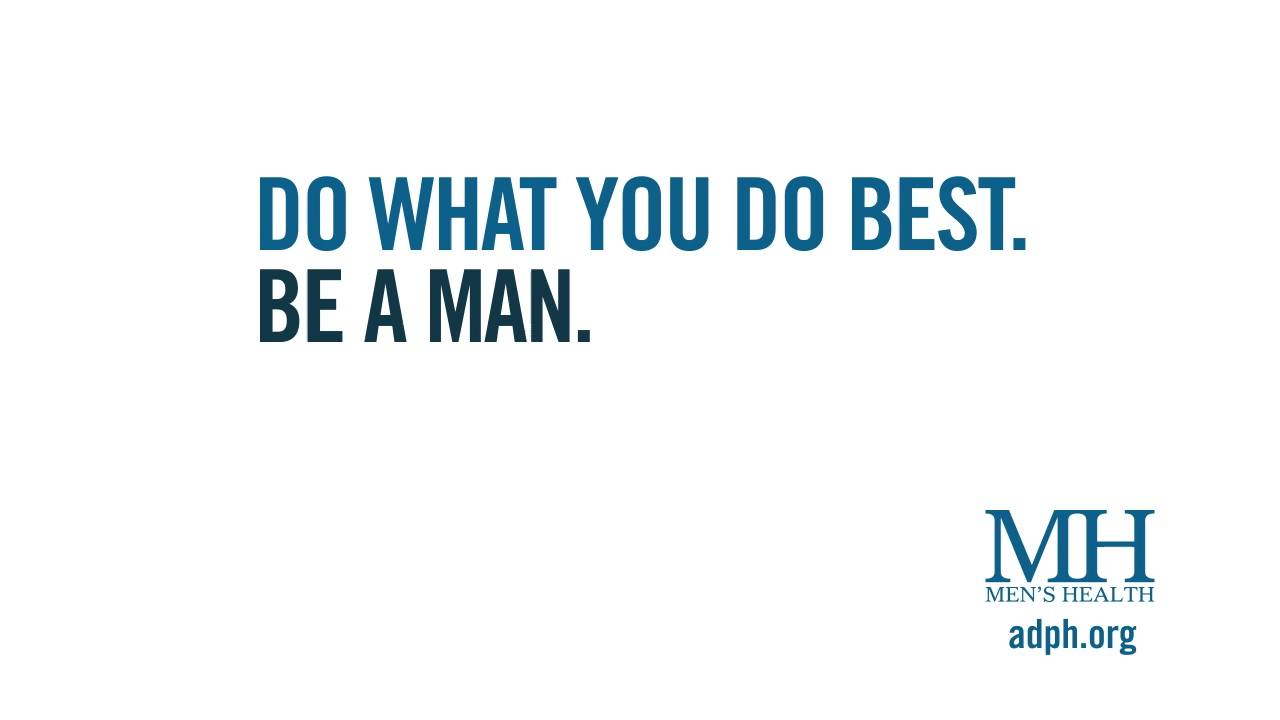 DO WHAT YOU DO BEST.
BE A MAN.
MH
MEN'S HEALTH
adph.org